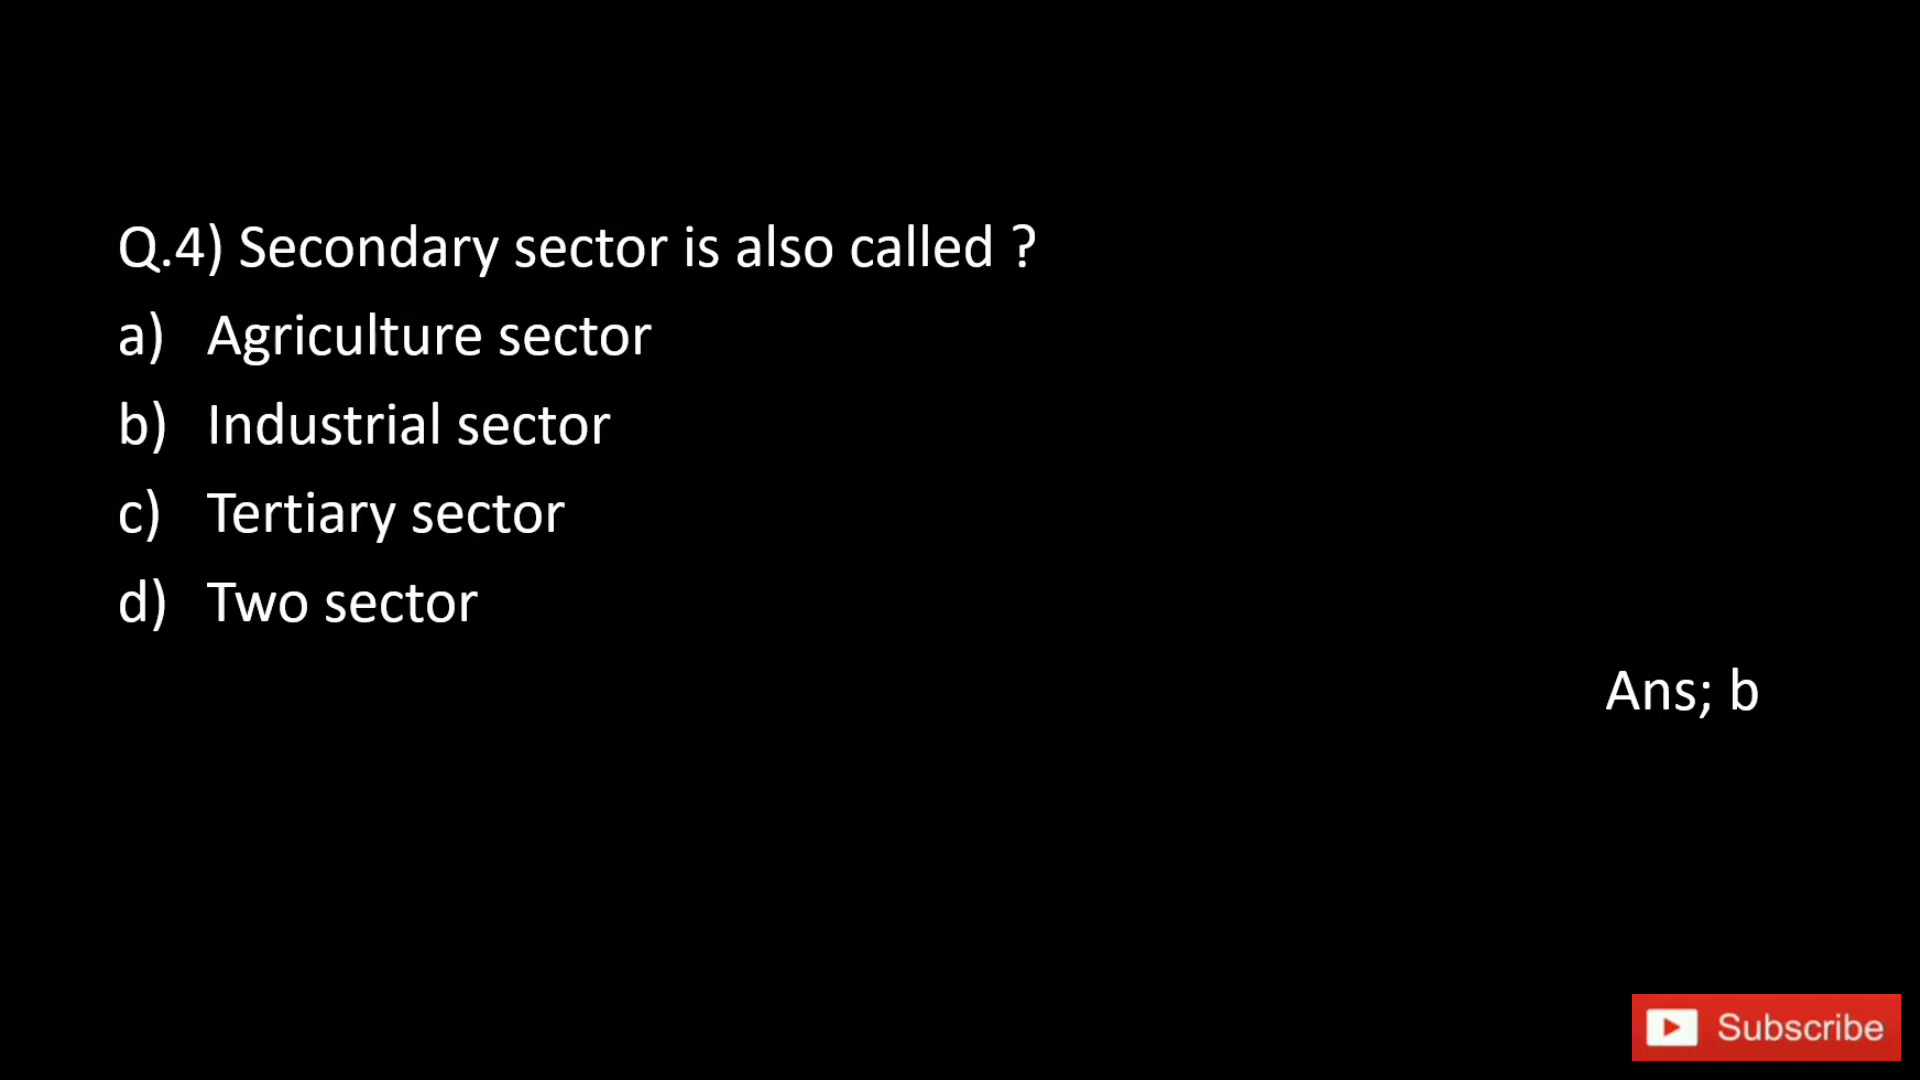 Q.4) Secondary sector is also called ?
a) Agriculture sector
b) Industrial sector
c) Tertiary sector
d) Two sector
Ans; b
Subscribe